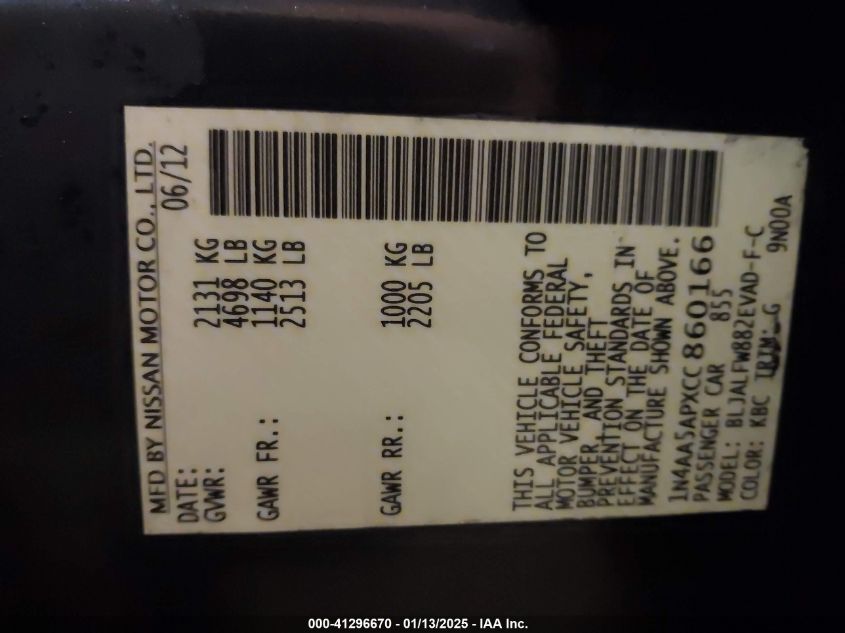 MFD BY NISSAN MOTOR CO., LTD.
DATE: 06/12
GVWR: 2131 KG
4698 LB
GAWR FR.: 1140 KG
2513 LB
GAWR RR.: 1000 KG
2205 LB
THIS VEHICLE CONFORMS TO
ALL APPLICABLE FEDERAL
MOTOR VEHICLE SAFETY,
BUMPER, AND THEFT
PREVENTION STANDARDS IN
EFFECT ON THE DATE OF
MANUFACTURE SHOWN ABOVE.
1N4AA5APXCC860166
PASSENGER CAR 855
MODEL: BLJALFW882EVAD-F-C
COLOR: KBC TRIM: G 9N00A
000-41296670 - 01/13/2025 - IAA Inc.